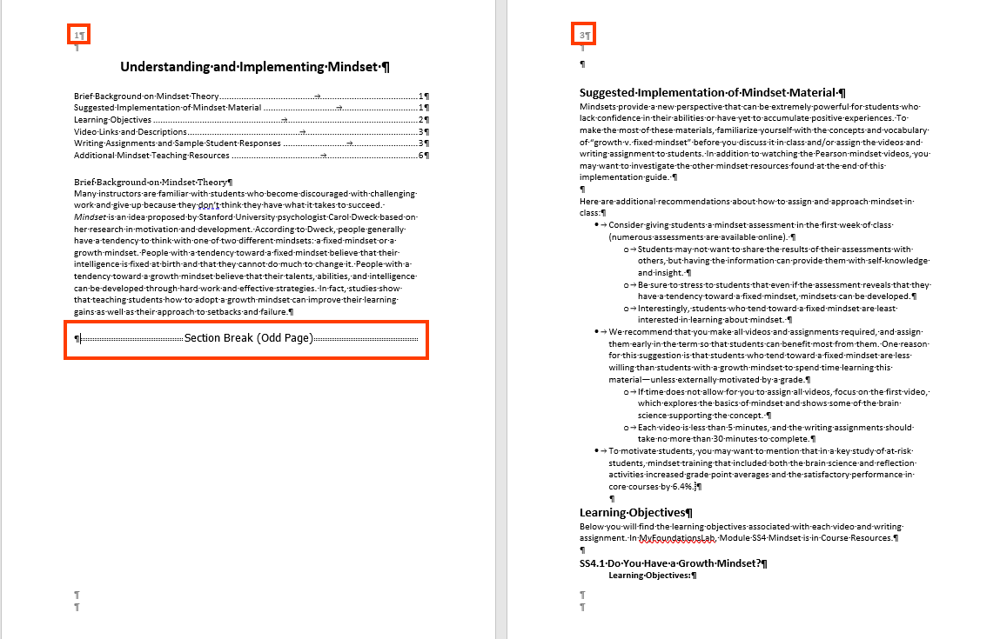 1¶
¶
Understanding·and·Implementing·Mindset·¶
Brief·Background·on·Mindset·Theory..........→..........1¶
Suggested·Implementation·of·Mindset·Material·..........→..........1¶
Learning·Objectives·..........→..........2¶
Video·Links·and·Descriptions..........→..........3¶
Writing·Assignments·and·Sample·Student·Responses·..........→..........3¶
Additional·Mindset·Teaching·Resources·..........→..........6¶
Brief·Background·on·Mindset·Theory¶
Many·instructors·are·familiar·with·students·who·become·discouraged·with·challenging·
work·and·give·up·because·they·don't·think·they·have·what·it·takes·to·succeed.·
Mindset·is·an·idea·proposed·by·Stanford·University·psychologist·Carol·Dweck·based·on·
her·research·in·motivation·and·development.·According·to·Dweck,·people·generally·
have·a·tendency·to·think·with·one·of·two·different·mindsets:·a·fixed·mindset·or·a·
growth·mindset.·People·with·a·tendency·toward·a·fixed·mindset·believe·that·their·
intelligence·is·fixed·at·birth·and·that·they·cannot·do·much·to·change·it.·People·with·a·
tendency·toward·a·growth·mindset·believe·that·their·talents,·abilities,·and·intelligence·
can·be·developed·through·hard·work·and·effective·strategies.·In·fact,·studies·show·
that·teaching·students·how·to·adopt·a·growth·mindset·can·improve·their·learning·
gains·as·well·as·their·approach·to·setbacks·and·failure.¶
¶..........Section Break (Odd Page)..........
¶
¶
3¶
¶
¶
Suggested·Implementation·of·Mindset·Material·¶
Mindsets·provide·a·new·perspective·that·can·be·extremely·powerful·for·students·who·
lack·confidence·in·their·abilities·or·have·yet·to·accumulate·positive·experiences.·To·
make·the·most·of·these·materials,·familiarize·yourself·with·the·concepts·and·vocabulary·
of·“growth·v.·fixed·mindset”·before·you·discuss·it·in·class·and/or·assign·the·videos·and·
writing·assignment·to·students.·In·addition·to·watching·the·Pearson·mindset·videos,·you·
may·want·to·investigate·the·other·mindset·resources·found·at·the·end·of·this·
implementation·guide.·¶
¶
Here·are·additional·recommendations·about·how·to·assign·and·approach·mindset·in·
class:¶
•→Consider·giving·students·a·mindset·assessment·in·the·first·week·of·class·
(numerous·assessments·are·available·online).·¶
o→Students·may·not·want·to·share·the·results·of·their·assessments·with·
others,·but·having·the·information·can·provide·them·with·self-knowledge·
and·insight.·¶
o→Be·sure·to·stress·to·students·that·even·if·the·assessment·reveals·that·they·
have·a·tendency·toward·a·fixed·mindset,·mindsets·can·be·developed.¶
o→Interestingly,·students·who·tend·toward·a·fixed·mindset·are·least·
interested·in·learning·about·mindset.·¶
•→We·recommend·that·you·make·all·videos·and·assignments·required,·and·assign·
them·early·in·the·term·so·that·students·can·benefit·most·from·them.·One·reason·
for·this·suggestion·is·that·students·who·tend·toward·a·fixed·mindset·are·less·
willing·than·students·with·a·growth·mindset·to·spend·time·learning·this·
material—unless·externally·motivated·by·a·grade.¶
o→If·time·does·not·allow·for·you·to·assign·all·videos,·focus·on·the·first·video,·
which·explores·the·basics·of·mindset·and·shows·some·of·the·brain·
science·supporting·the·concept.·¶
o→Each·video·is·less·than·5·minutes,·and·the·writing·assignments·should·
take·no·more·than·30·minutes·to·complete.¶
•→To·motivate·students,·you·may·want·to·mention·that·in·a·key·study·of·at-risk·
students,·mindset·training·that·included·both·the·brain·science·and·reflection·
activities·increased·grade·point·averages·and·the·satisfactory·performance·in·
core·courses·by·6.4%.¶
¶
Learning·Objectives¶
Below·you·will·find·the·learning·objectives·associated·with·each·video·and·writing·
assignment.·In·MyFoundationsLab,·Module·SS4·Mindset·is·in·Course·Resources.¶
¶
SS4.1·Do·You·Have·a·Growth·Mindset?¶
Learning·Objectives:¶
¶
¶